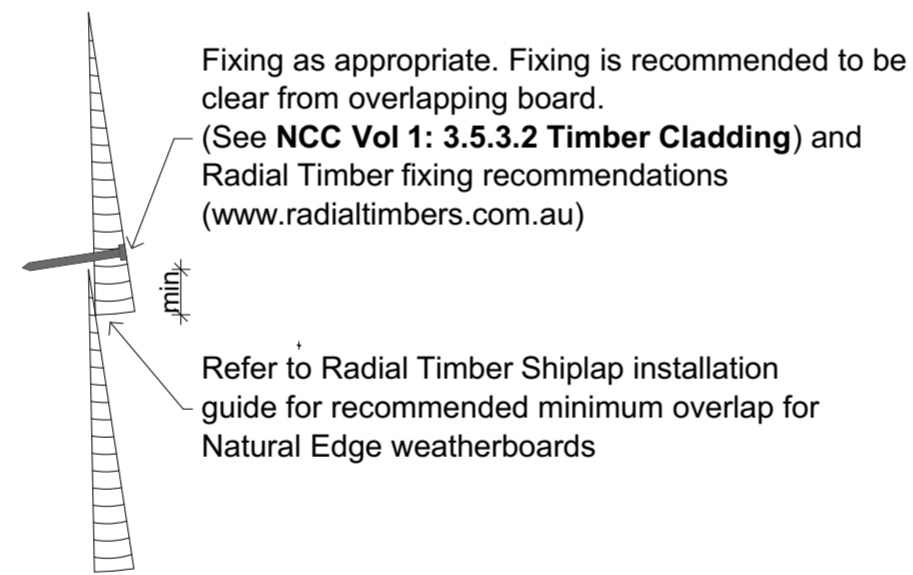 Fixing as appropriate. Fixing is recommended to be
clear from overlapping board.
(See NCC Vol 1: 3.5.3.2 Timber Cladding) and
Radial Timber fixing recommendations
(www.radialtimbers.com.au)
min
Refer to Radial Timber Shiplap installation
guide for recommended minimum overlap for
Natural Edge weatherboards